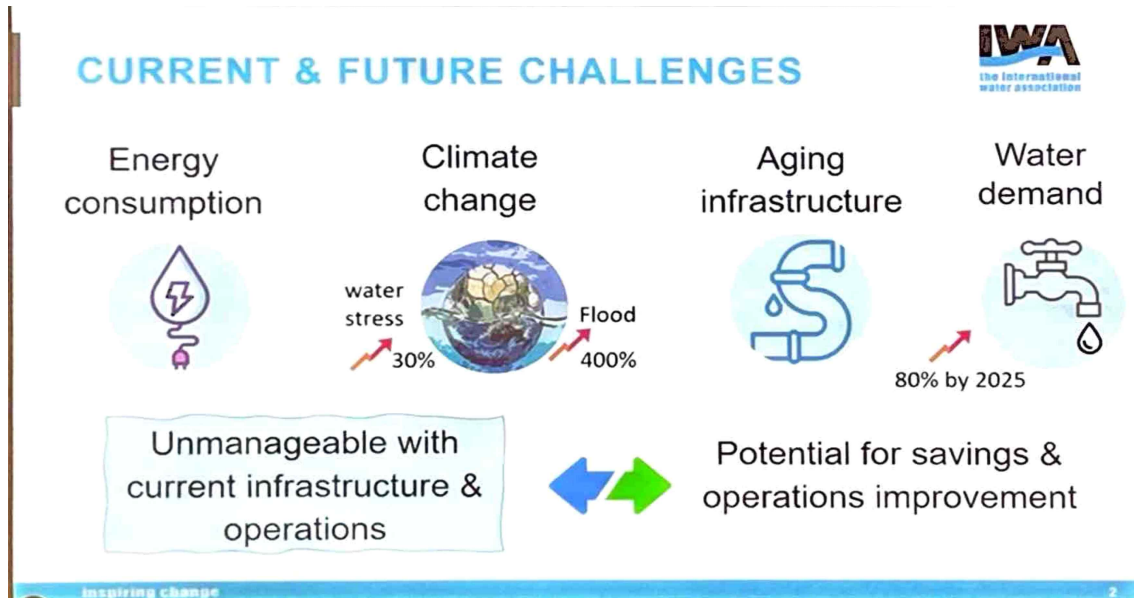 CURRENT & FUTURE CHALLENGES
IWA
the international
water association
Energy
consumption
Climate
change
Aging
infrastructure
Water
demand
water
stress
30%
Flood
400%
80% by 2025
Unmanageable with
current infrastructure &
operations
Potential for savings &
operations improvement
inspiring change
2